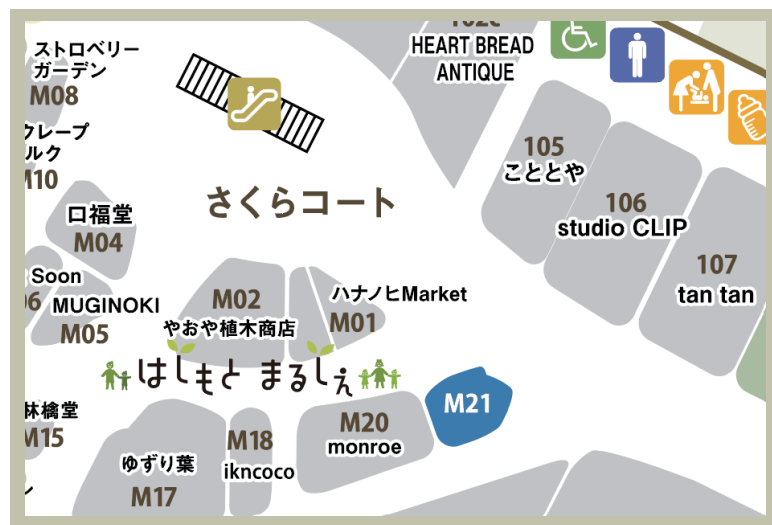 ストロベリー
ガーデン
M08
クレープ
ルク
M10
口福堂
M04
Soon
06
MUGINOKI
M05
林檎堂
M15
HEART BREAD
ANTIQUE
105
こととや
106
studio CLIP
107
tan tan
さくらコート
M02
やおや植木商店
ハナノヒMarket
M01
はしもと まるしぇ
M21
M20
monroe
M18
ikncoco
ゆずり葉
M17